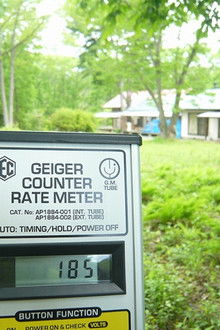 EC
GEIGER
COUNTER
RATE METER
G.M.
TUBE
CAT. No: AP1884-001 (INT. TUBE)
AP1884-002 (EXT. TUBE)
AUTO: TIMING/HOLD/POWER OFF
185
BUTTON FUNCTION
POWER ON & CHECK VOLTS